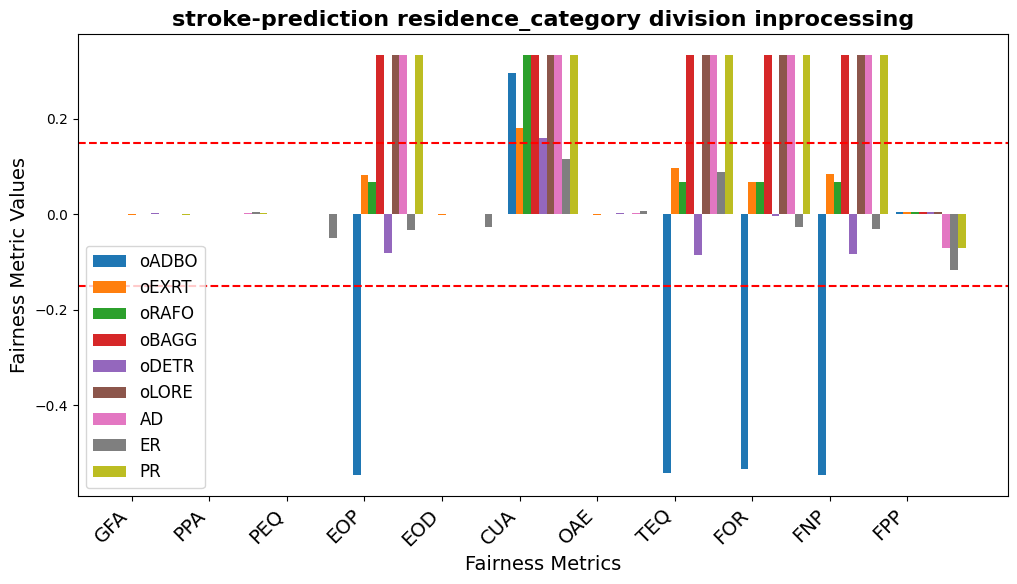 stroke-prediction residence_category division inprocessing
Fairness Metric Values
0.2
0.0
−0.2
−0.4
oADBO
oEXRT
oRAFO
oBAGG
oDETR
oLORE
AD
ER
PR
GFA
PPA
PEQ
EOP
EOD
CUA
OAE
TEQ
FOR
FNP
FPP
Fairness Metrics